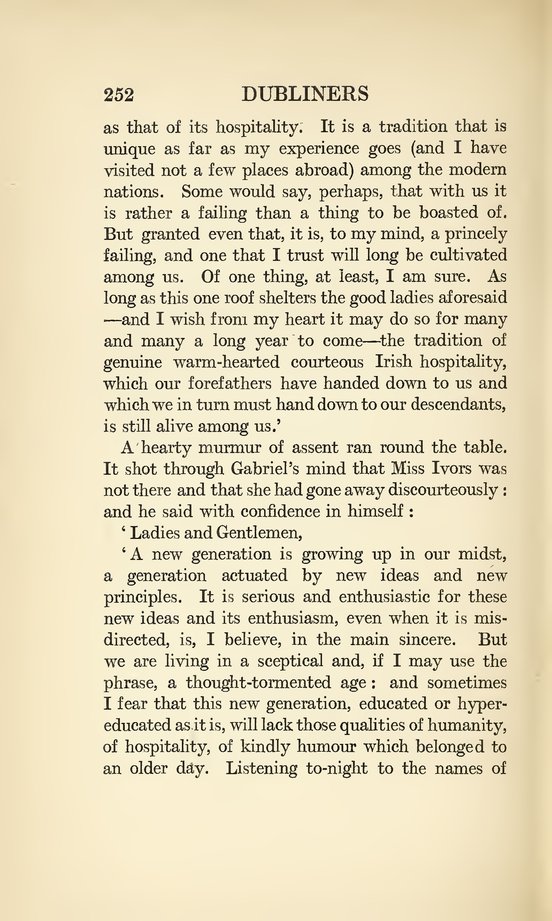 252 DUBLINERS
as that of its hospitality. It is a tradition that is
unique as far as my experience goes (and I have
visited not a few places abroad) among the modern
nations. Some would say, perhaps, that with us it
is rather a failing than a thing to be boasted of.
But granted even that, it is, to my mind, a princely
failing, and one that I trust will long be cultivated
among us. Of one thing, at least, I am sure. As
long as this one roof shelters the good ladies aforesaid
—and I wish from my heart it may do so for many
and many a long year to come—the tradition of
genuine warm-hearted courteous Irish hospitality,
which our forefathers have handed down to us and
which we in turn must hand down to our descendants,
is still alive among us.’
A hearty murmur of assent ran round the table.
It shot through Gabriel’s mind that Miss Ivors was
not there and that she had gone away discourteously :
and he said with confidence in himself :
‘ Ladies and Gentlemen,
‘ A new generation is growing up in our midst,
a generation actuated by new ideas and new
principles. It is serious and enthusiastic for these
new ideas and its enthusiasm, even when it is mis-
directed, is, I believe, in the main sincere. But
we are living in a sceptical and, if I may use the
phrase, a thought-tormented age : and sometimes
I fear that this new generation, educated or hyper-
educated as it is, will lack those qualities of humanity,
of hospitality, of kindly humour which belonged to
an older day. Listening to-night to the names of